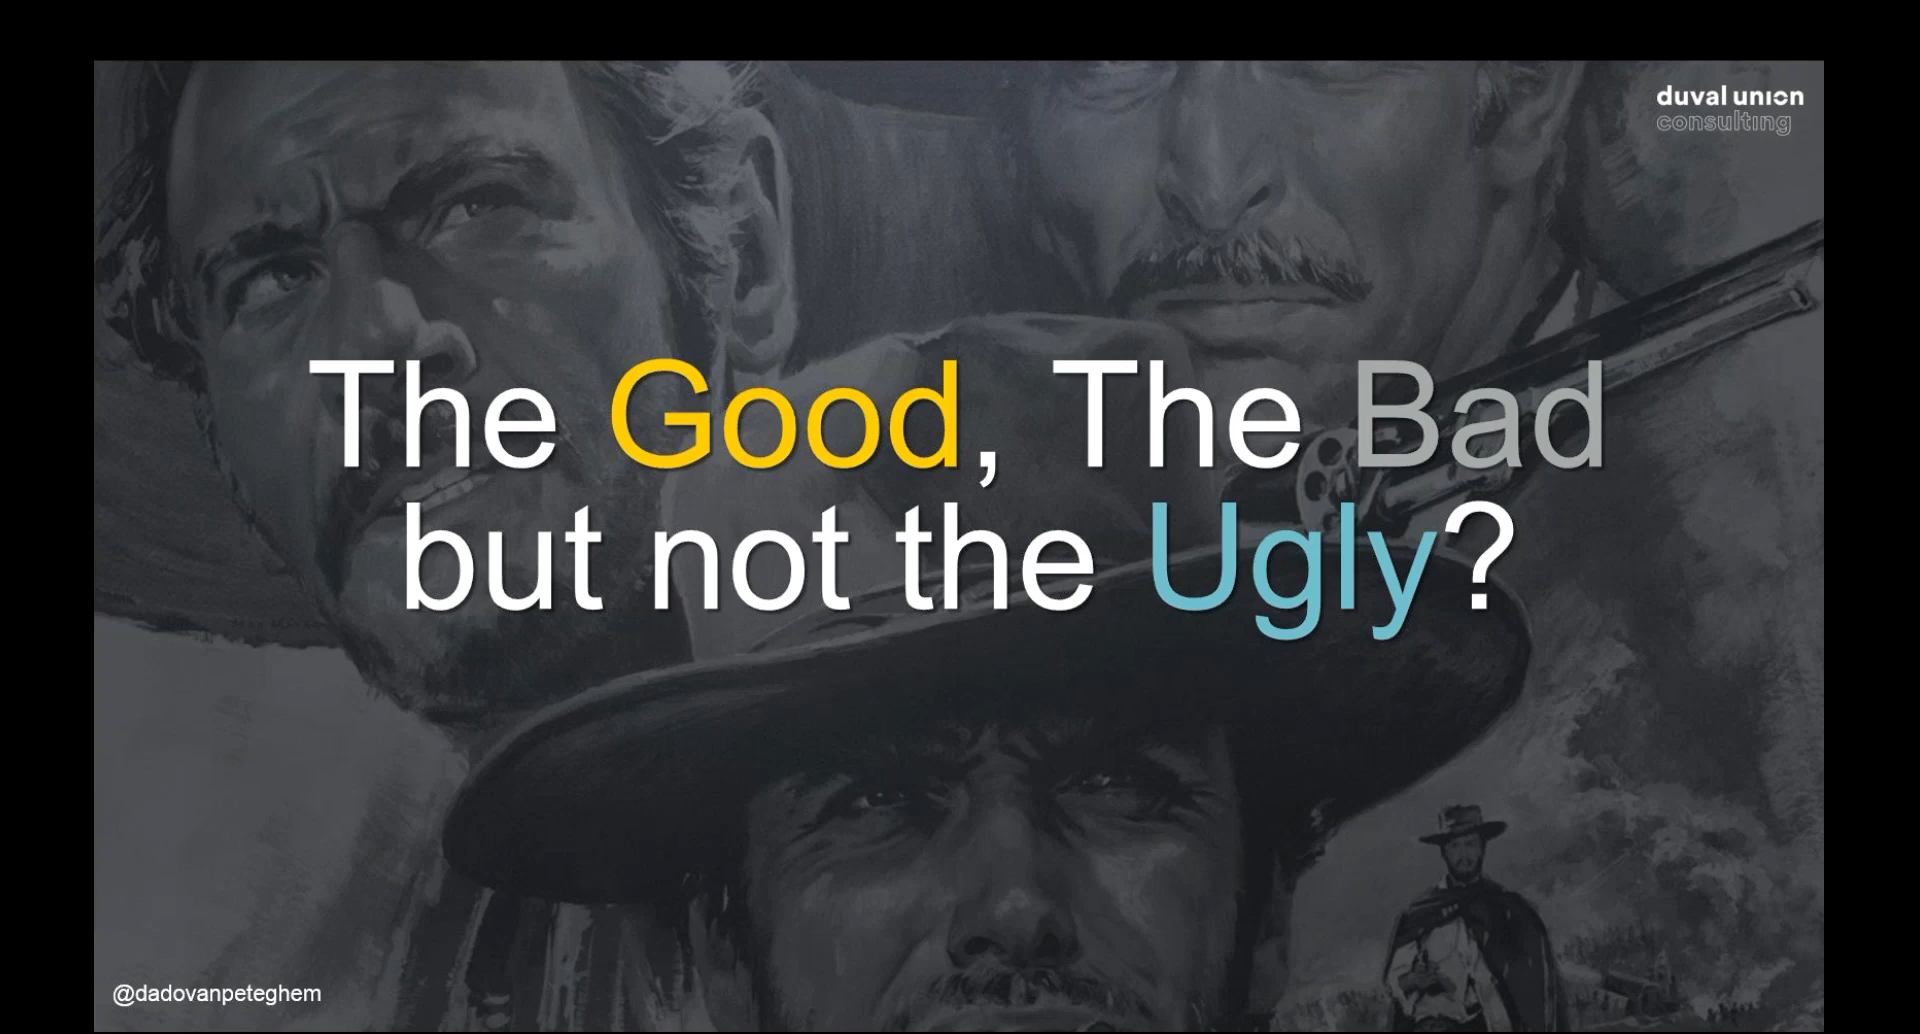 duval union
consulting
The Good, The Bad
but not the Ugly?
@dadovanpeteghem